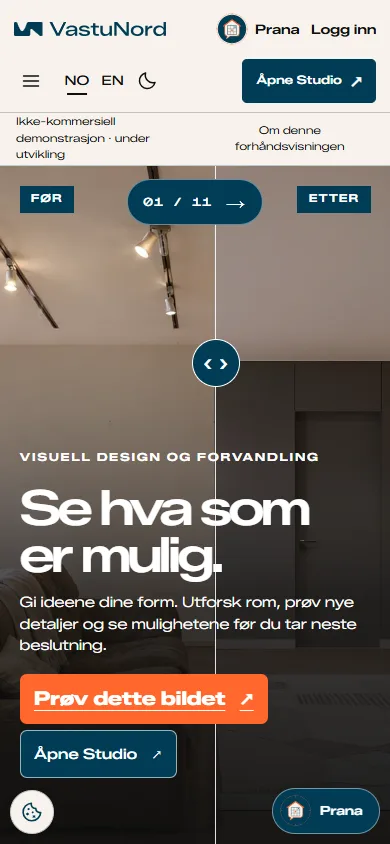 VastuNord
Prana
Logg inn
NO EN
Åpne Studio ↗
Ikke-kommersiell
demonstrasjon · under
utvikling
Om denne
forhåndsvisningen
FØR
01 / 11 →
ETTER
VISUELL DESIGN OG FORVANDLING
Se hva som
er mulig.
Gi ideene dine form. Utforsk rom, prøv nye
detaljer og se mulighetene før du tar neste
beslutning.
Prøv dette bildet ↗
Åpne Studio ↗
Prana